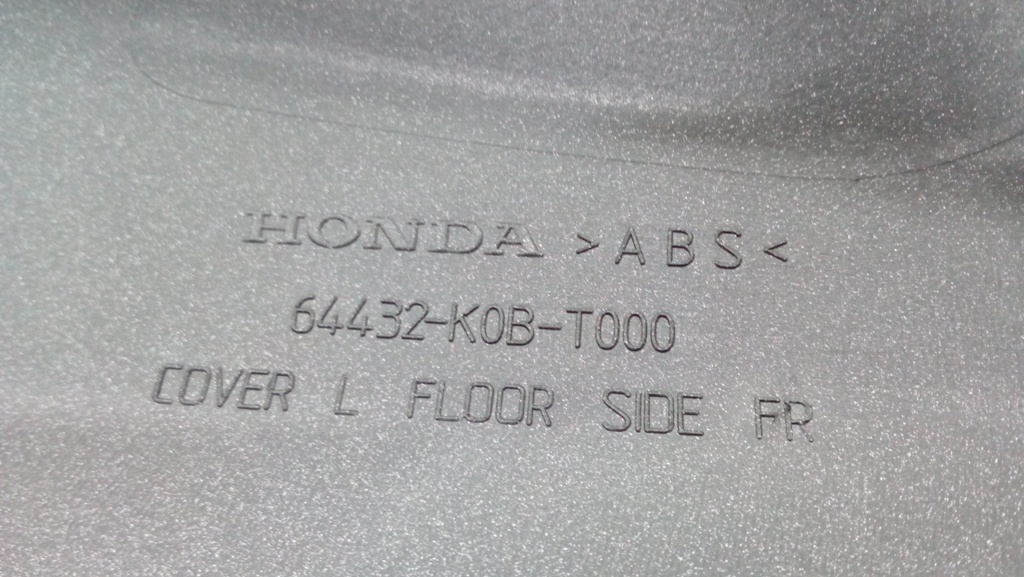 HONDA >ABS<
64432-K0B-T000
COVER L FLOOR SIDE FR